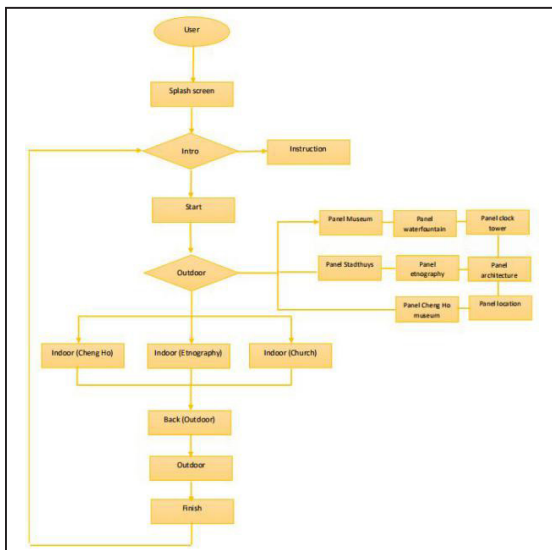 User
Splash screen
Intro
Instruction
Start
Panel Museum
Panel
waterfountain
Panel clock
tower
Outdoor
Panel Stadthuys
Panel
etnography
Panel
architecture
Panel Cheng Ho
museum
Panel location
Indoor (Cheng Ho)
Indoor (Etnography)
Indoor (Church)
Back (Outdoor)
Outdoor
Finish